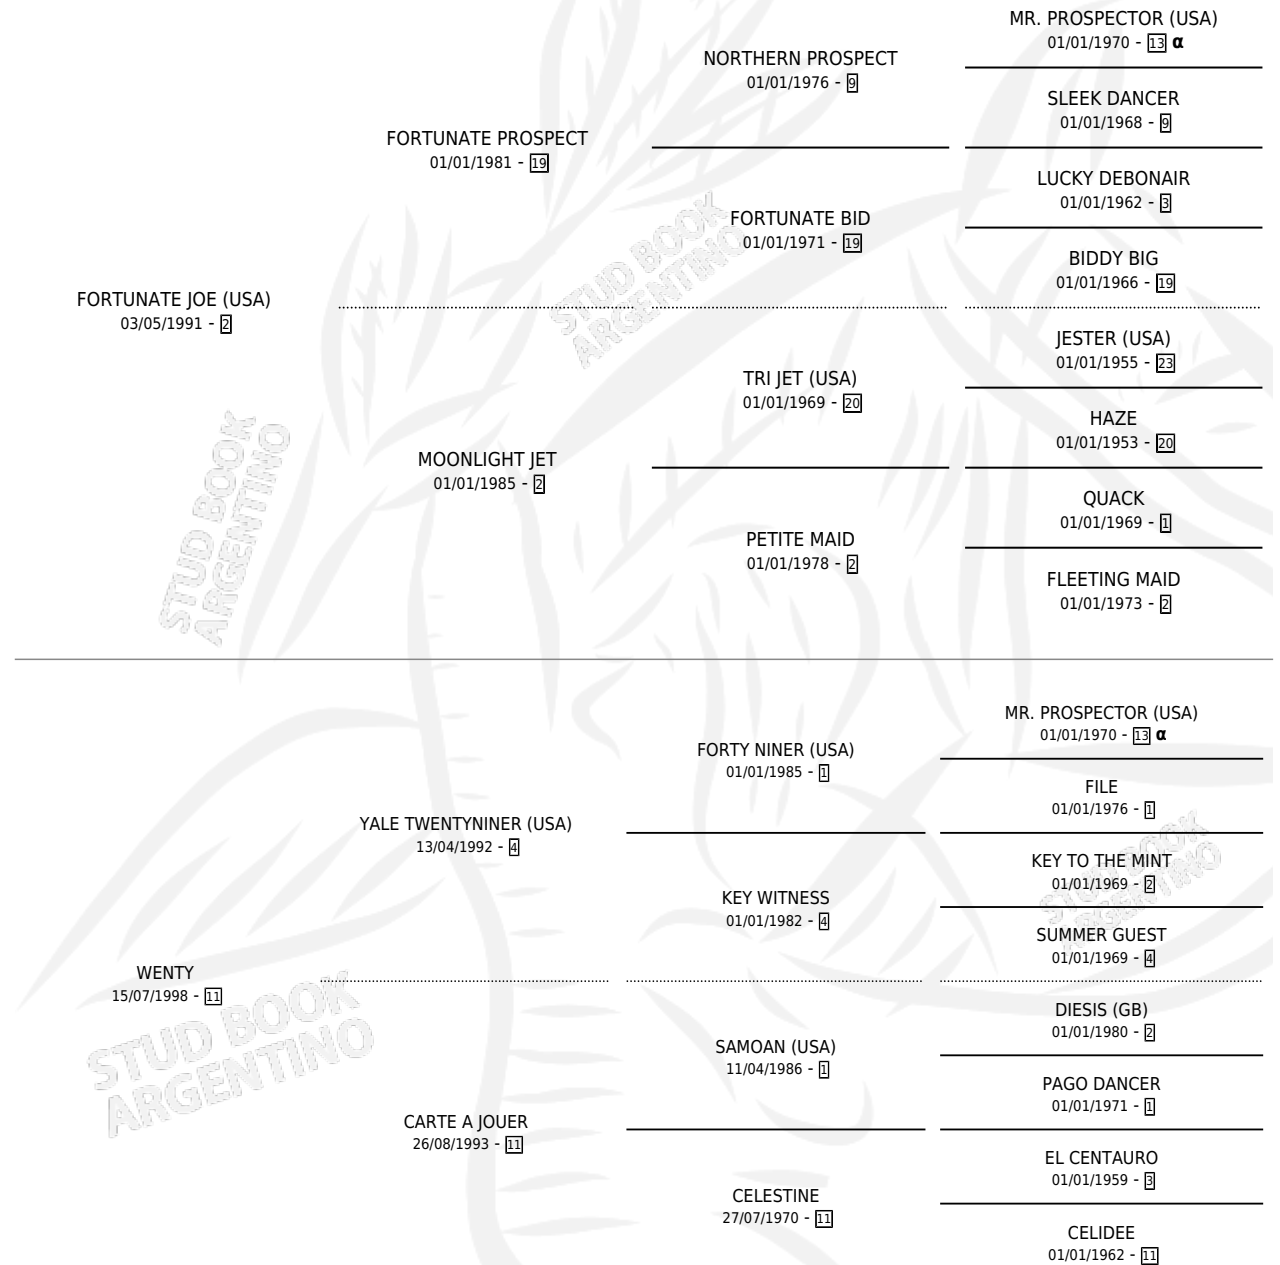 MR. PROSPECTOR (USA)
01/01/1970 - 13 α
NORTHERN PROSPECT
01/01/1976 - 9
SLEEK DANCER
01/01/1968 - 9
FORTUNATE PROSPECT
01/01/1981 - 19
LUCKY DEBONAIR
01/01/1962 - 3
FORTUNATE BID
01/01/1971 - 19
BIDDY BIG
01/01/1966 - 19
FORTUNATE JOE (USA)
03/05/1991 - 2
JESTER (USA)
01/01/1955 - 23
TRI JET (USA)
01/01/1969 - 20
HAZE
01/01/1953 - 20
MOONLIGHT JET
01/01/1985 - 2
QUACK
01/01/1969 - 1
PETITE MAID
01/01/1978 - 2
FLEETING MAID
01/01/1973 - 2
MR. PROSPECTOR (USA)
01/01/1970 - 13 α
FORTY NINER (USA)
01/01/1985 - 1
FILE
01/01/1976 - 1
YALE TWENTYNINER (USA)
13/04/1992 - 4
KEY TO THE MINT
01/01/1969 - 2
KEY WITNESS
01/01/1982 - 4
SUMMER GUEST
01/01/1969 - 4
WENTY
15/07/1998 - 11
DIESIS (GB)
01/01/1980 - 2
SAMOAN (USA)
11/04/1986 - 1
PAGO DANCER
01/01/1971 - 1
CARTE A JOUER
26/08/1993 - 11
EL CENTAURO
01/01/1959 - 3
CELESTINE
27/07/1970 - 11
CELIDEE
01/01/1962 - 11
STUD BOOK
ARGENTINO
STUD BOOK
ARGENTINO
STUD BOOK
ARGENTINO
STUD BOOK
ARGENTINO